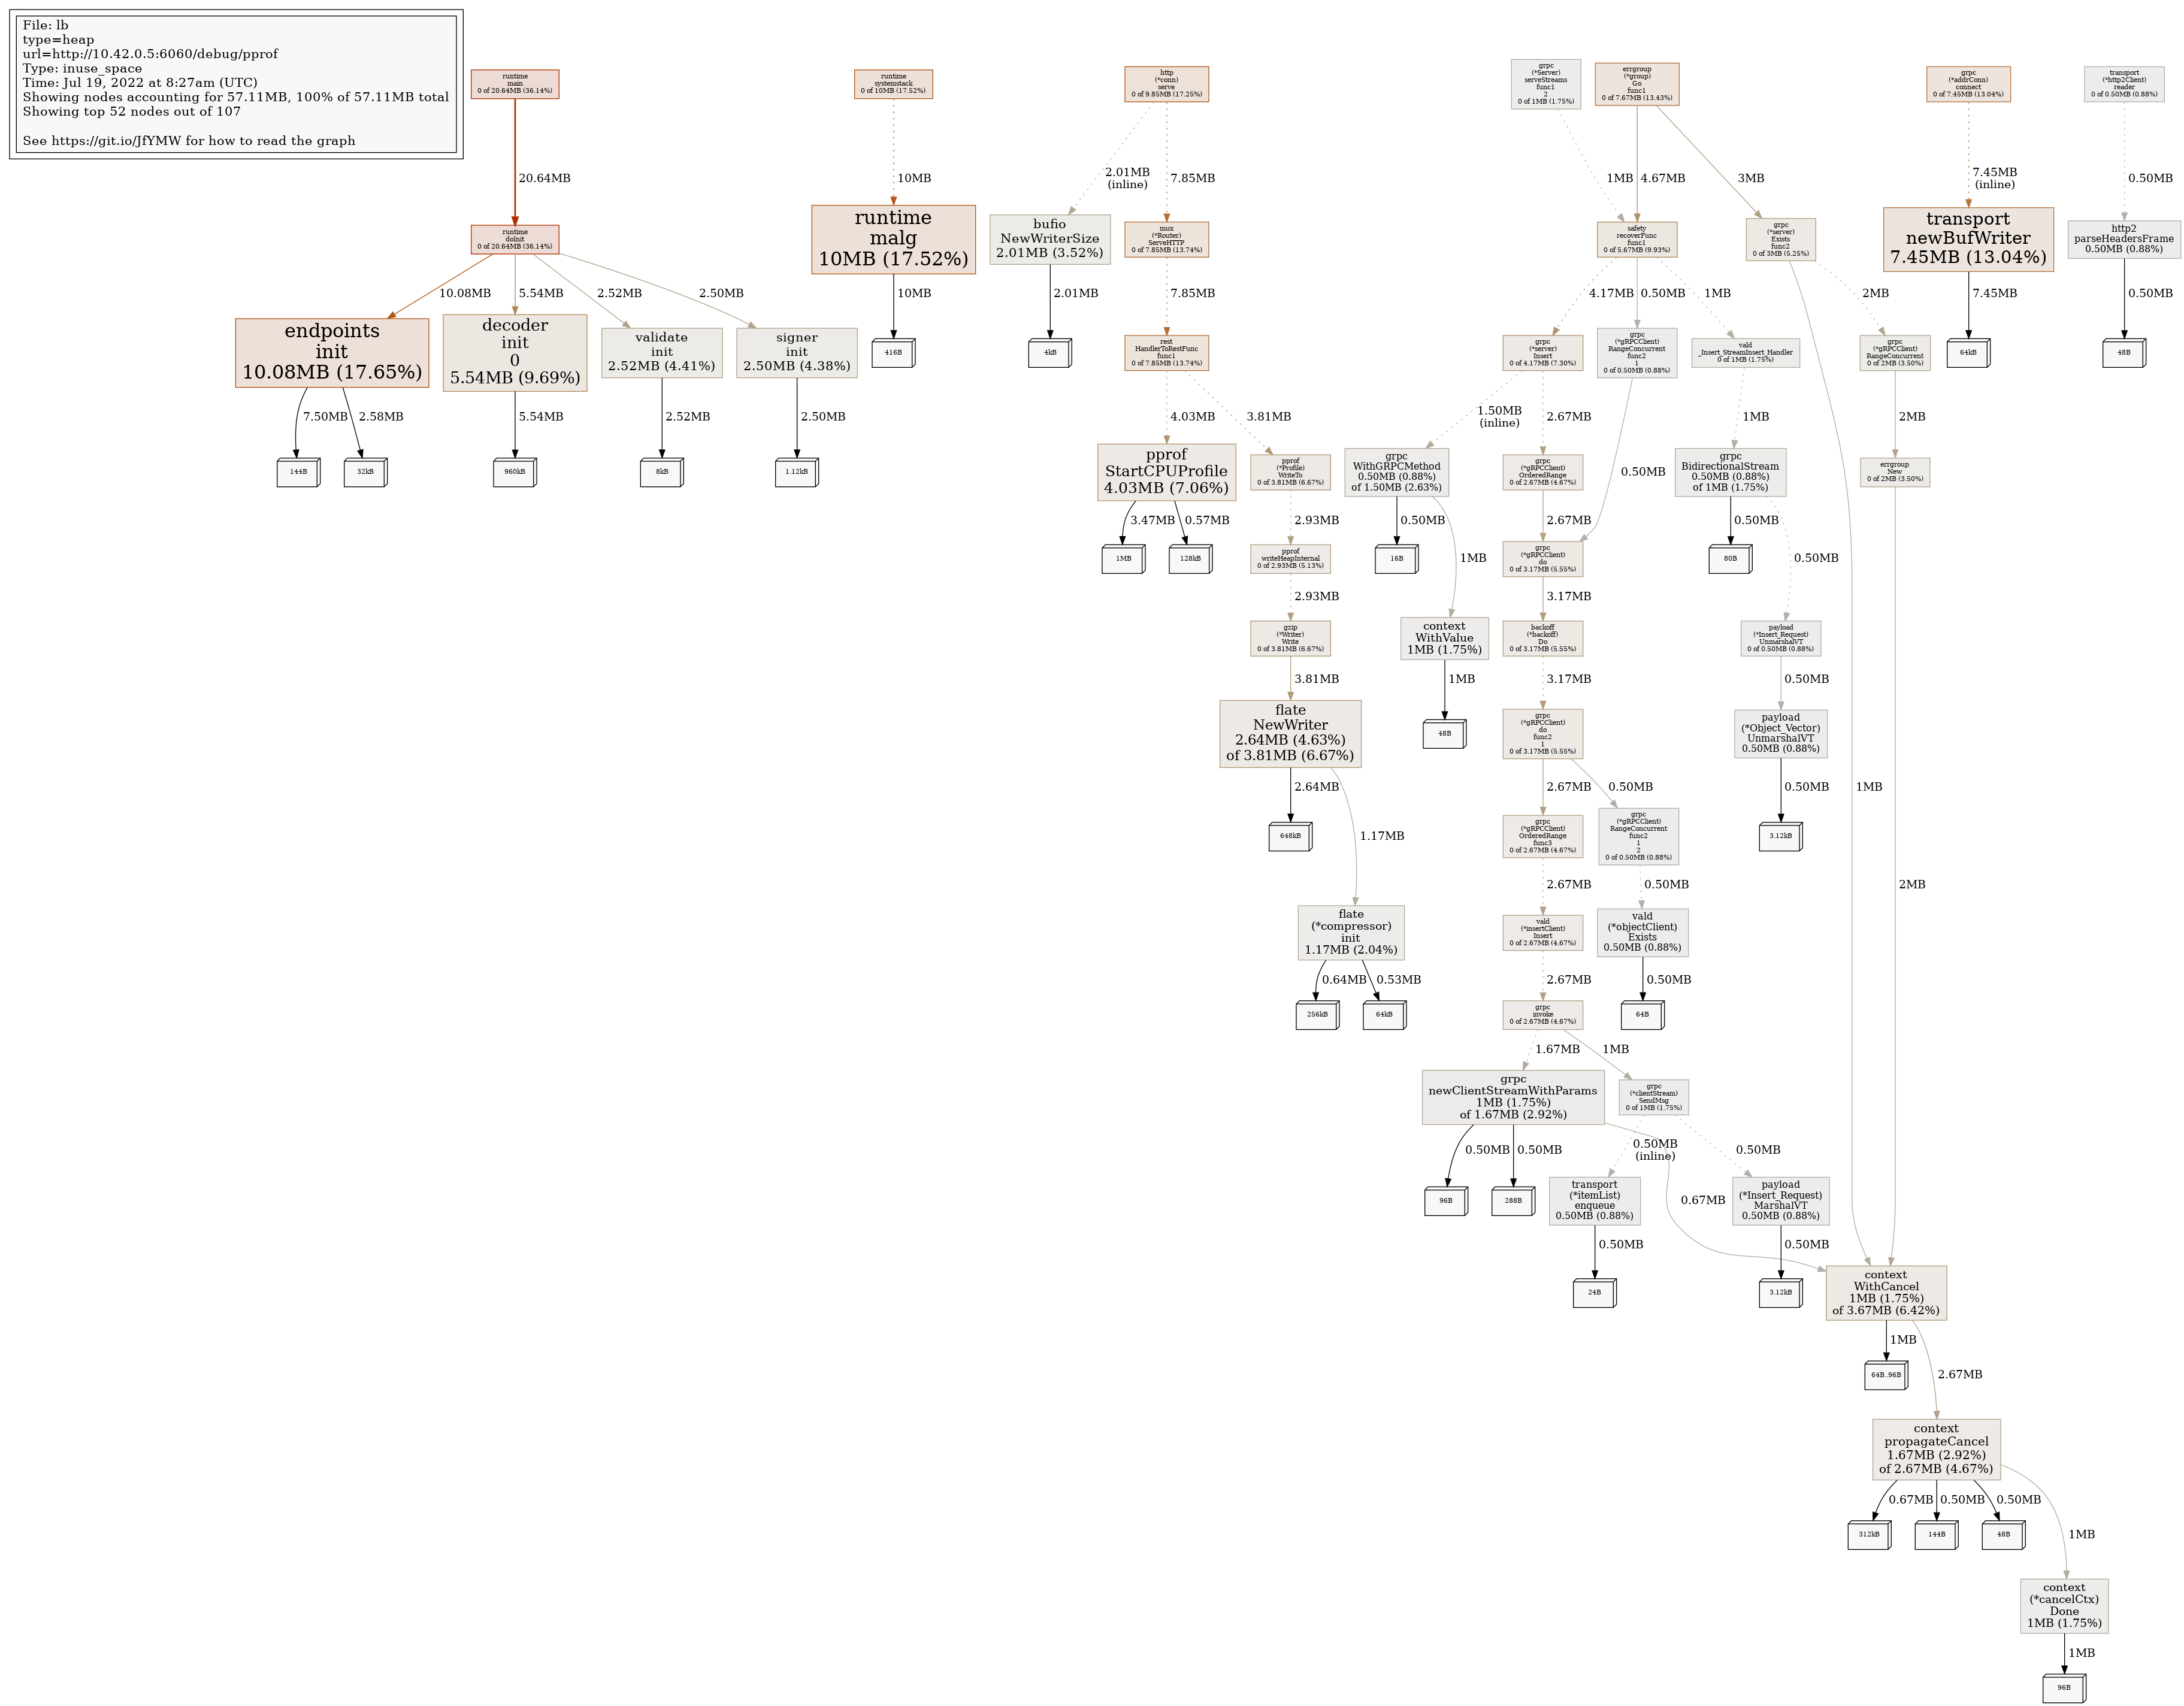 File: lb
type=heap
url=http://10.42.0.5:6060/debug/pprof
Type: inuse_space
Time: Jul 19, 2022 at 8:27am (UTC)
Showing nodes accounting for 57.11MB, 100% of 57.11MB total
Showing top 52 nodes out of 107
See https://git.io/JfYMW for how to read the graph
runtime
main
0 of 20.64MB (36.14%)
20.64MB
runtime
doInit
0 of 20.64MB (36.14%)
10.08MB
5.54MB
2.52MB
2.50MB
endpoints
init
10.08MB (17.65%)
7.50MB
2.58MB
144B
32kB
decoder
init
0
5.54MB (9.69%)
5.54MB
960kB
validate
init
2.52MB (4.41%)
2.52MB
8kB
signer
init
2.50MB (4.38%)
2.50MB
1.12kB
runtime
systemstack
0 of 10MB (17.52%)
10MB
runtime
malg
10MB (17.52%)
10MB
416B
http
(*conn)
serve
0 of 9.85MB (17.25%)
2.01MB
(inline)
7.85MB
bufio
NewWriterSize
2.01MB (3.52%)
2.01MB
4kB
mux
(*Router)
ServeHTTP
0 of 7.85MB (13.74%)
7.85MB
rest
HandlerToRestFunc
func1
0 of 7.85MB (13.74%)
4.03MB
3.81MB
pprof
StartCPUProfile
4.03MB (7.06%)
3.47MB
0.57MB
1MB
128kB
pprof
(*Profile)
WriteTo
0 of 3.81MB (6.67%)
2.93MB
pprof
writeHeapInternal
0 of 2.93MB (5.13%)
2.93MB
gzip
(*Writer)
Write
0 of 3.81MB (6.67%)
3.81MB
flate
NewWriter
2.64MB (4.63%)
of 3.81MB (6.67%)
2.64MB
1.17MB
648kB
flate
(*compressor)
init
1.17MB (2.04%)
0.64MB
0.53MB
256kB
64kB
grpc
(*Server)
serveStreams
func1
2
0 of 1MB (1.75%)
1MB
errgroup
(*group)
Go
func1
0 of 7.67MB (13.43%)
4.67MB
3MB
safety
recoverFunc
func1
0 of 5.67MB (9.93%)
4.17MB
0.50MB
1MB
grpc
(*server)
Exists
func2
0 of 3MB (5.25%)
1MB
2MB
grpc
(*server)
Insert
0 of 4.17MB (7.30%)
1.50MB
(inline)
2.67MB
grpc
(*gRPCClient)
RangeConcurrent
func2
1
0 of 0.50MB (0.88%)
0.50MB
vald
_Insert_StreamInsert_Handler
0 of 1MB (1.75%)
1MB
grpc
(*gRPCClient)
RangeConcurrent
0 of 2MB (3.50%)
2MB
errgroup
New
0 of 2MB (3.50%)
2MB
grpc
WithGRPCMethod
0.50MB (0.88%)
of 1.50MB (2.63%)
0.50MB
1MB
16B
context
WithValue
1MB (1.75%)
1MB
48B
grpc
(*gRPCClient)
OrderedRange
0 of 2.67MB (4.67%)
2.67MB
grpc
(*gRPCClient)
do
0 of 3.17MB (5.55%)
3.17MB
backoff
(*backoff)
Do
0 of 3.17MB (5.55%)
3.17MB
grpc
(*gRPCClient)
do
func2
1
0 of 3.17MB (5.55%)
2.67MB
0.50MB
grpc
(*gRPCClient)
OrderedRange
func3
0 of 2.67MB (4.67%)
2.67MB
grpc
(*gRPCClient)
RangeConcurrent
func2
1
2
0 of 0.50MB (0.88%)
0.50MB
vald
(*insertClient)
Insert
0 of 2.67MB (4.67%)
2.67MB
vald
(*objectClient)
Exists
0.50MB (0.88%)
0.50MB
64B
grpc
invoke
0 of 2.67MB (4.67%)
1.67MB
1MB
grpc
newClientStreamWithParams
1MB (1.75%)
of 1.67MB (2.92%)
0.50MB
0.50MB
0.67MB
96B
288B
grpc
(*clientStream)
SendMsg
0 of 1MB (1.75%)
0.50MB
(inline)
0.50MB
transport
(*itemList)
enqueue
0.50MB (0.88%)
0.50MB
24B
payload
(*Insert_Request)
MarshalVT
0.50MB (0.88%)
0.50MB
3.12kB
grpc
BidirectionalStream
0.50MB (0.88%)
of 1MB (1.75%)
0.50MB
0.50MB
80B
payload
(*Insert_Request)
UnmarshalVT
0 of 0.50MB (0.88%)
0.50MB
payload
(*Object_Vector)
UnmarshalVT
0.50MB (0.88%)
0.50MB
3.12kB
context
WithCancel
1MB (1.75%)
of 3.67MB (6.42%)
1MB
2.67MB
64B..96B
context
propagateCancel
1.67MB (2.92%)
of 2.67MB (4.67%)
0.67MB
0.50MB
0.50MB
1MB
312kB
144B
48B
context
(*cancelCtx)
Done
1MB (1.75%)
1MB
96B
grpc
(*addrConn)
connect
0 of 7.45MB (13.04%)
7.45MB
(inline)
transport
newBufWriter
7.45MB (13.04%)
7.45MB
64kB
transport
(*http2Client)
reader
0 of 0.50MB (0.88%)
0.50MB
http2
parseHeadersFrame
0.50MB (0.88%)
0.50MB
48B